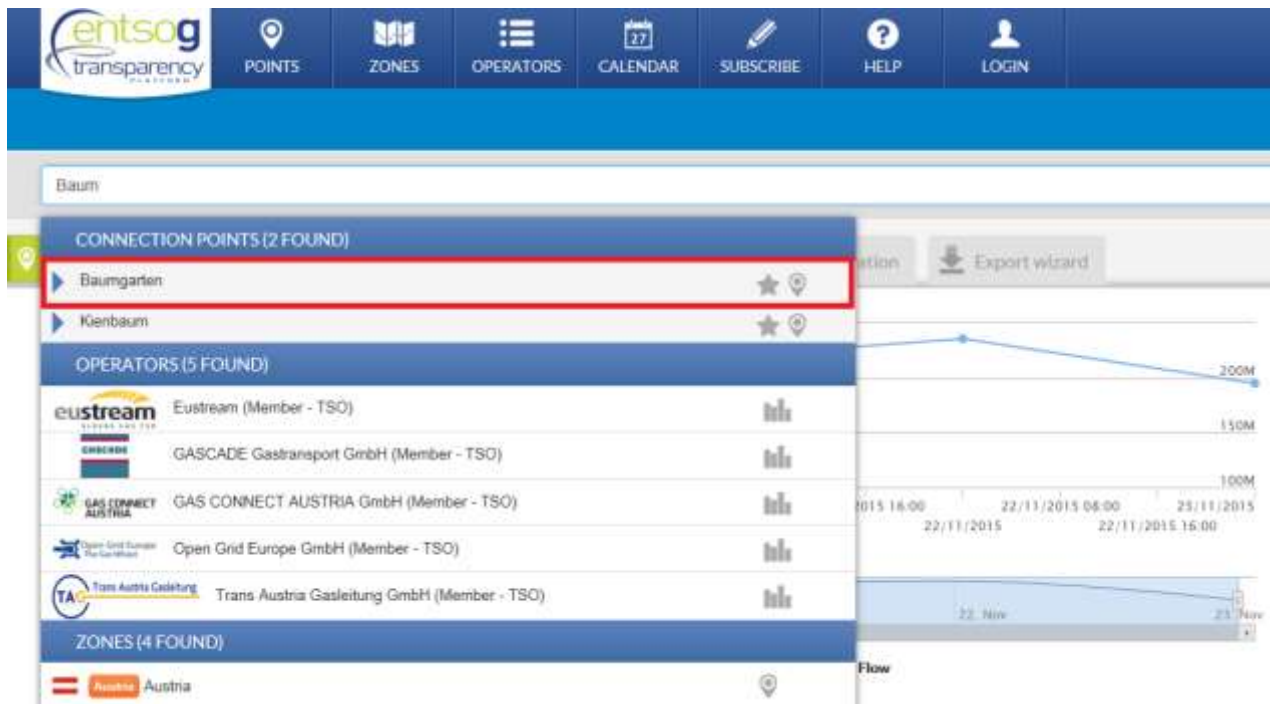 entsog
transparency
PLATFORM
POINTS
ZONES
OPERATORS
27
CALENDAR
SUBSCRIBE
?
HELP
LOGIN
Baum
CONNECTION POINTS (2 FOUND)
Baumgarten
Kienbaum
OPERATORS (5 FOUND)
eustream
Eustream (Member - TSO)
GASCADE
GASCADE Gastransport GmbH (Member - TSO)
GAS CONNECT
AUSTRIA
GAS CONNECT AUSTRIA GmbH (Member - TSO)
Open Grid Europe
Open Grid Europe GmbH (Member - TSO)
TAG Trans Austria Gasleitung
Trans Austria Gasleitung GmbH (Member - TSO)
ZONES (4 FOUND)
Austria Austria
Export wizard
200M
150M
100M
2015 16:00
22/11/2015
22/11/2015 08:00
22/11/2015 16:00
23/11/2015
22. Nov
23. Nov
Flow